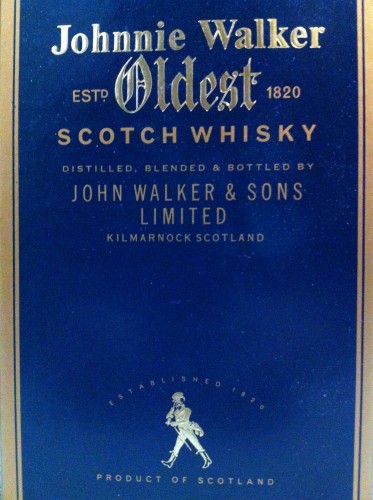 Johnnie Walker
ESTD Oldest 1820
SCOTCH WHISKY
DISTILLED, BLENDED & BOTTLED BY
JOHN WALKER & SONS
LIMITED
KILMARNOCK SCOTLAND
ESTABLISHED 1820
PRODUCT OF SCOTLAND